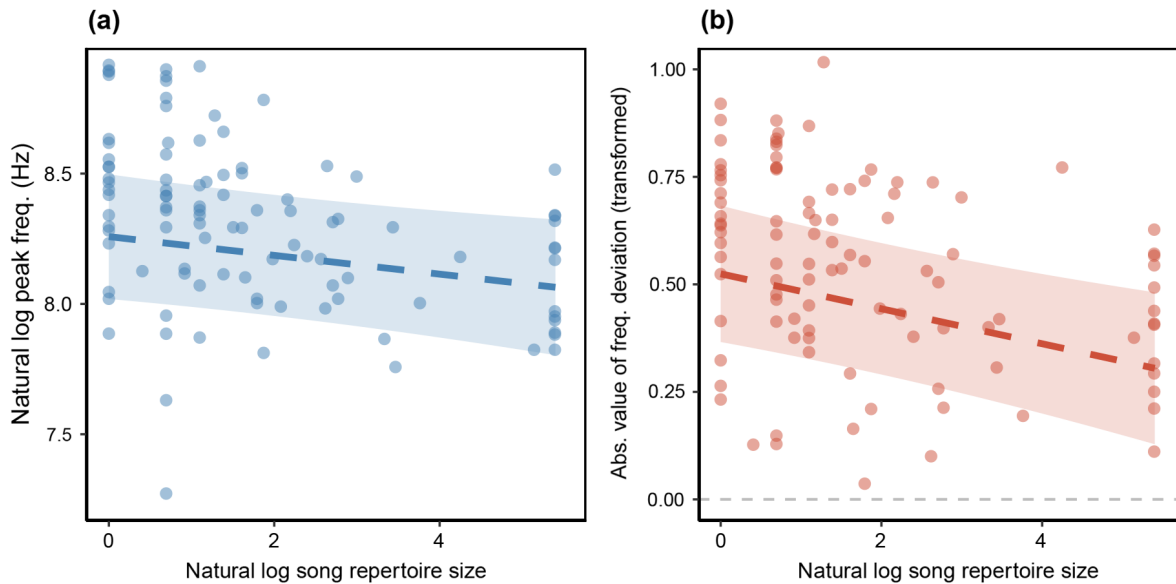 (a)
Natural log peak freq. (Hz)
8.5
8.0
7.5
0
2
4
Natural log song repertoire size
(b)
Abs. value of freq. deviation (transformed)
1.00
0.75
0.50
0.25
0.00
0
2
4
Natural log song repertoire size